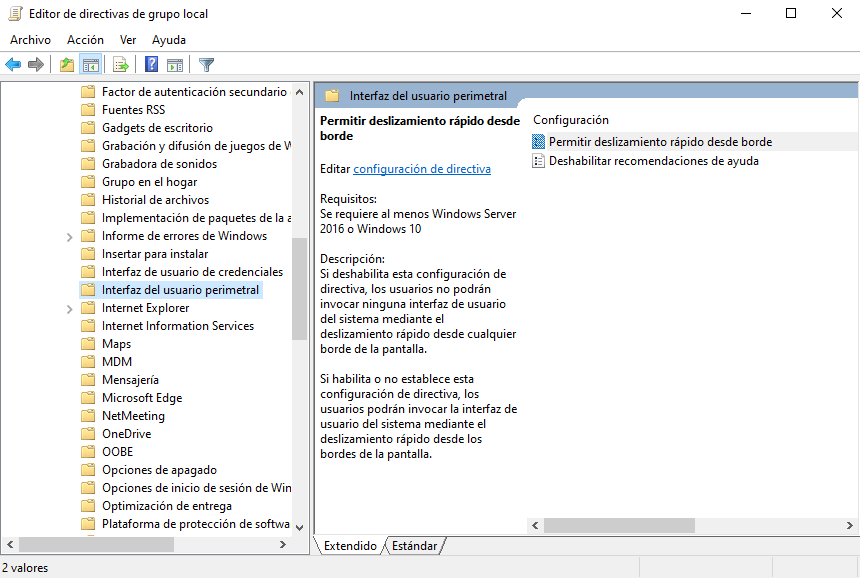 Editor de directivas de grupo local
Archivo Acción Ver Ayuda
Factor de autenticación secundario
Fuentes RSS
Gadgets de escritorio
Grabación y difusión de juegos de W
Grabadora de sonidos
Grupo en el hogar
Historial de archivos
Implementación de paquetes de la a
Informe de errores de Windows
Insertar para instalar
Interfaz de usuario de credenciales
Interfaz del usuario perimetral
Internet Explorer
Internet Information Services
Maps
MDM
Mensajería
Microsoft Edge
NetMeeting
OneDrive
OOBE
Opciones de apagado
Opciones de inicio de sesión de Win
Optimización de entrega
Plataforma de protección de softwa
Interfaz del usuario perimetral
Permitir deslizamiento rápido desde
borde
Editar configuración de directiva
Requisitos:
Se requiere al menos Windows Server
2016 o Windows 10
Descripción:
Si deshabilita esta configuración de
directiva, los usuarios no podrán
invocar ninguna interfaz de usuario
del sistema mediante el
deslizamiento rápido desde cualquier
borde de la pantalla.
Si habilita o no establece esta
configuración de directiva, los
usuarios podrán invocar la interfaz de
usuario del sistema mediante el
deslizamiento rápido desde los
bordes de la pantalla.
Configuración
Permitir deslizamiento rápido desde borde
Deshabilitar recomendaciones de ayuda
Extendido Estándar
2 valores